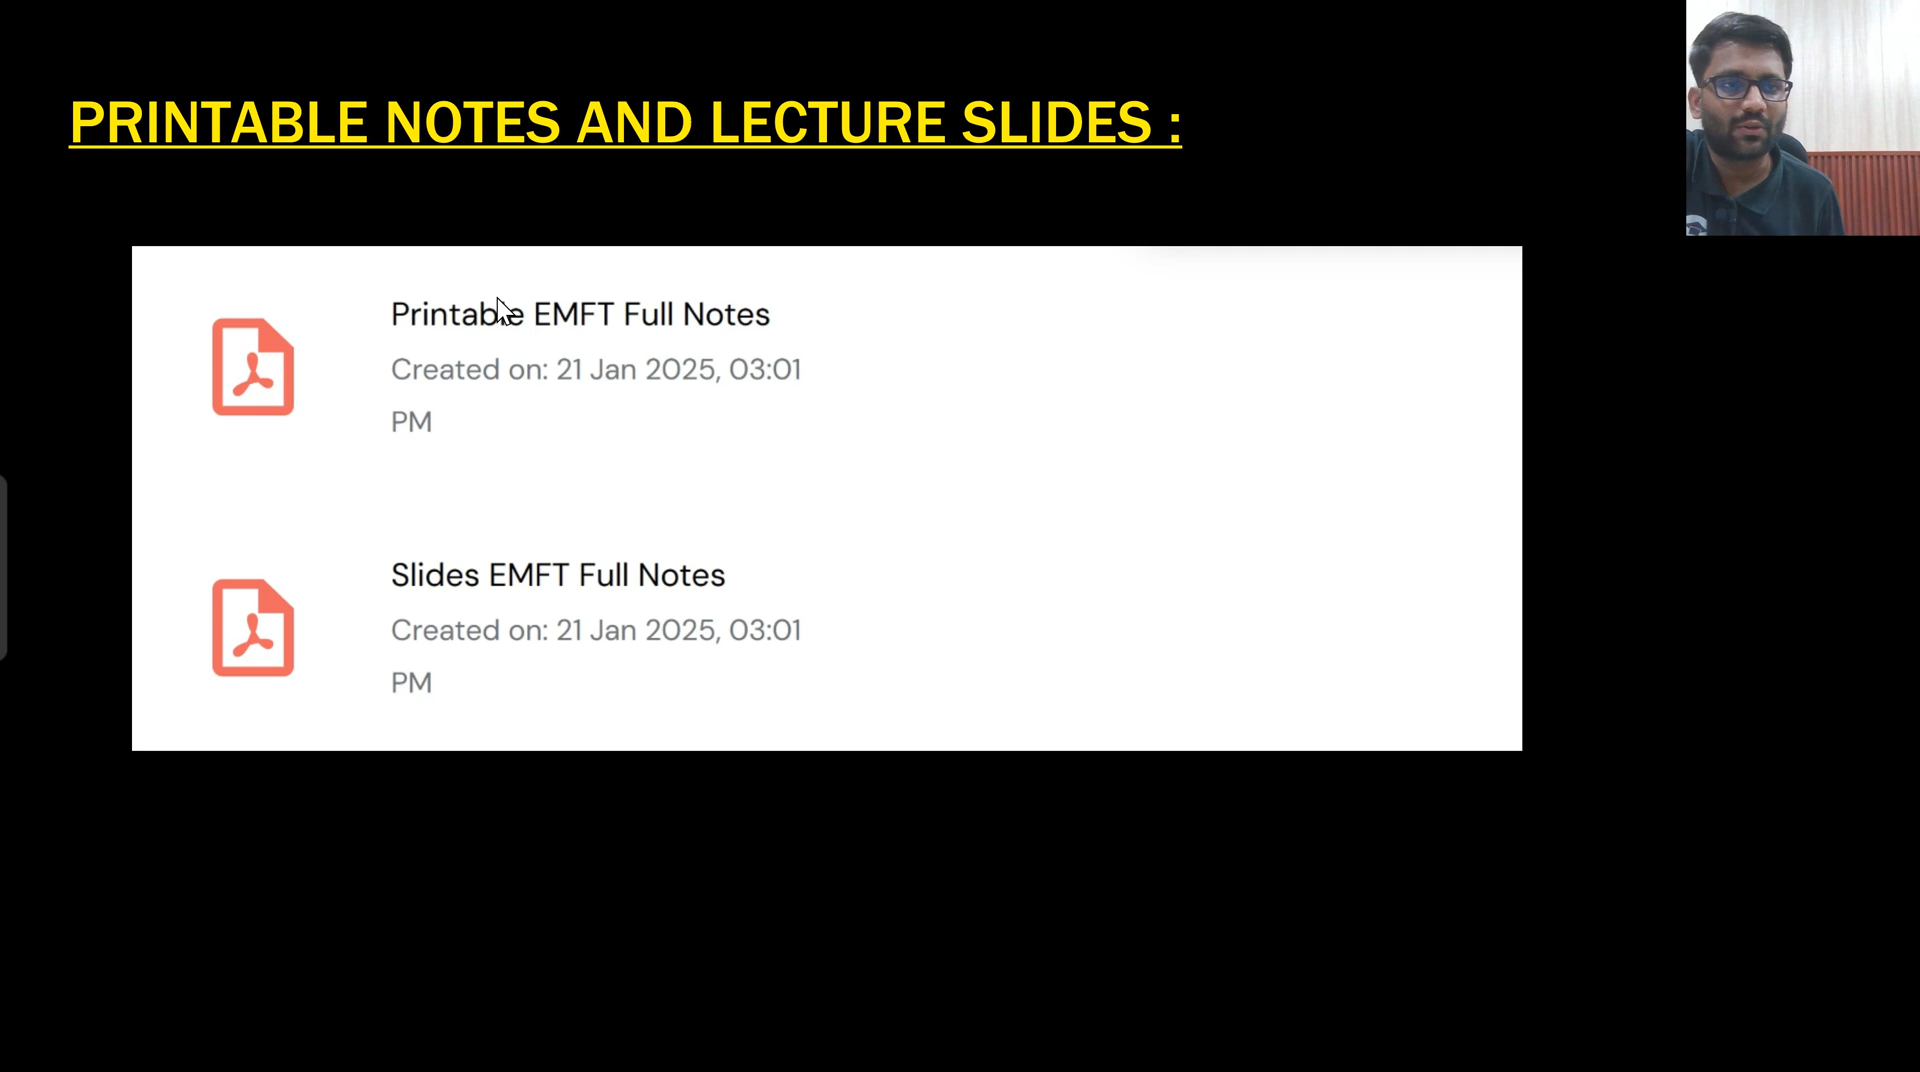 PRINTABLE NOTES AND LECTURE SLIDES :
Printable EMFT Full Notes
Created on: 21 Jan 2025, 03:01
PM
Slides EMFT Full Notes
Created on: 21 Jan 2025, 03:01
PM